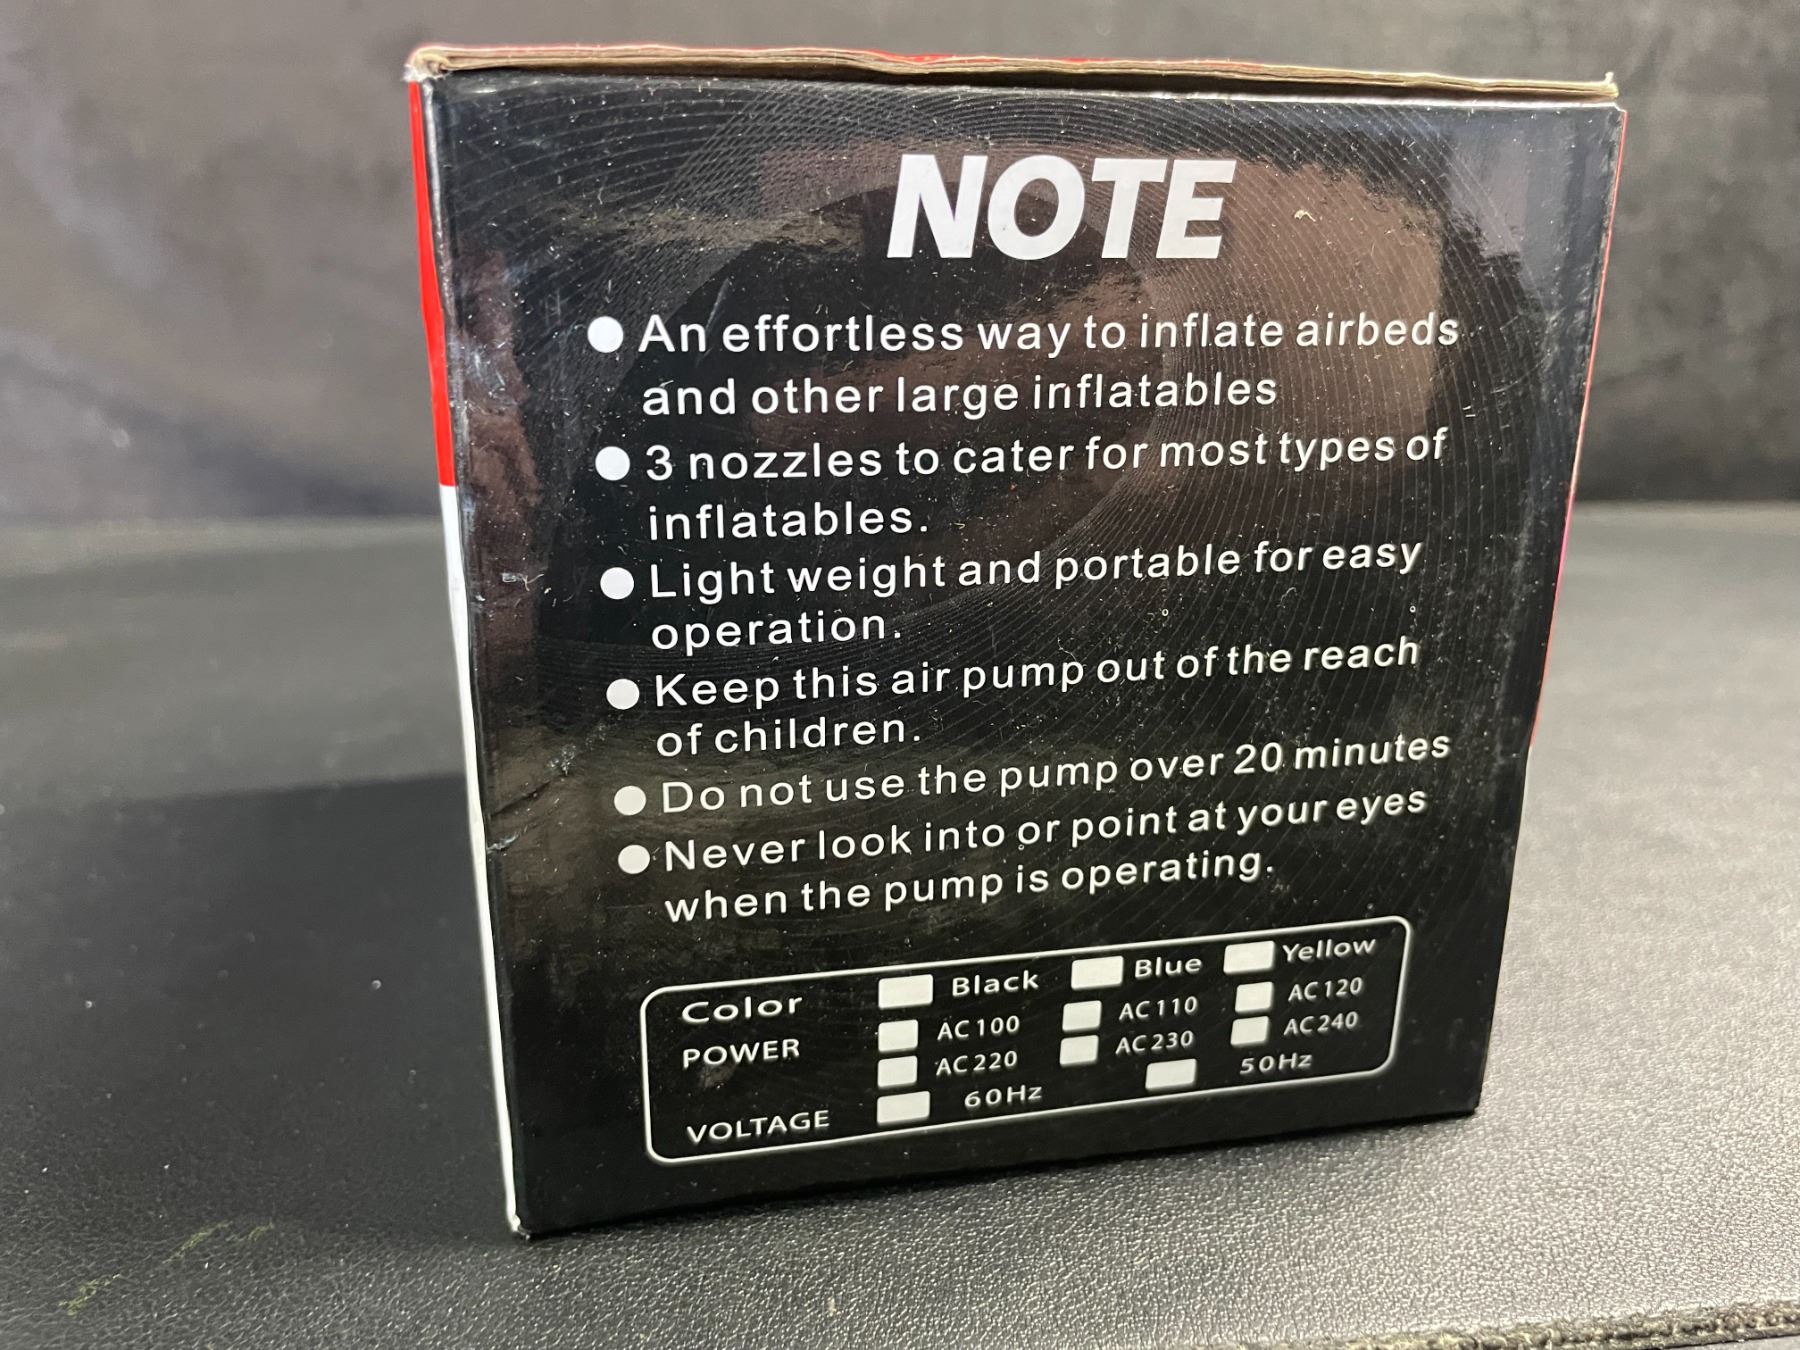 NOTE
● An effortless way to inflate airbeds
and other large inflatables
● 3 nozzles to cater for most types of
inflatables.
● Light weight and portable for easy
operation.
● Keep this air pump out of the reach
of children.
● Do not use the pump over 20 minutes
● Never look into or point at your eyes
when the pump is operating.
Color Black Blue Yellow
POWER AC100 AC110 AC120
AC220 AC230 AC240
VOLTAGE 60Hz 50Hz